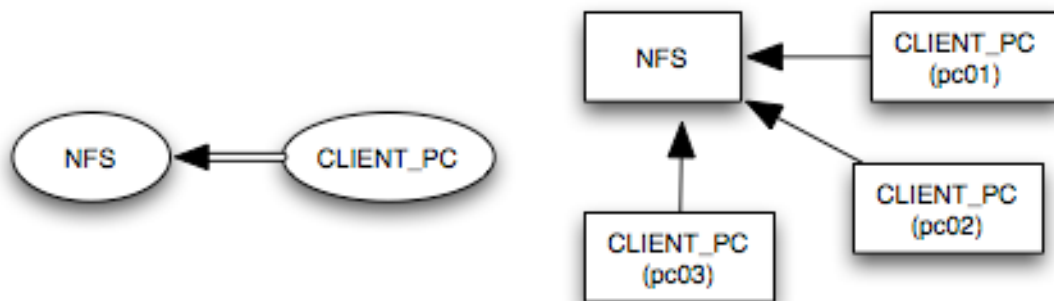 NFS
CLIENT_PC
NFS
CLIENT_PC
(pc01)
CLIENT_PC
(pc02)
CLIENT_PC
(pc03)